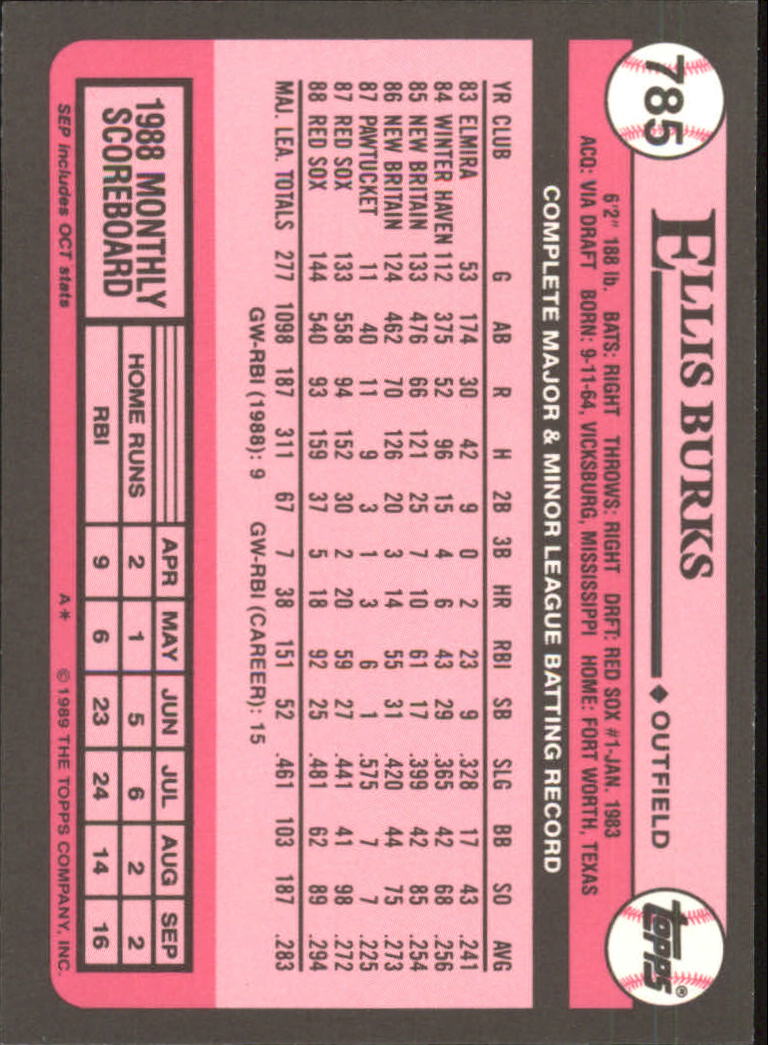 785
ELLIS BURKS ♦ OUTFIELD
topps®
6'2" 188 lb. BATS: RIGHT THROWS: RIGHT DRFT: RED SOX #1-JAN. 1983
ACQ: VIA DRAFT BORN: 9-11-64, VICKSBURG, MISSISSIPPI HOME: FORT WORTH, TEXAS
COMPLETE MAJOR & MINOR LEAGUE BATTING RECORD
YR CLUB G AB R H 2B 3B HR RBI SB SLG BB SO AVG
83 ELMIRA 53 174 30 42 9 0 2 23 9 .328 17 43 .241
84 WINTER HAVEN 112 375 52 96 15 4 6 43 29 .365 42 68 .256
85 NEW BRITAIN 133 476 66 121 25 7 10 61 17 .399 42 85 .254
86 NEW BRITAIN 124 462 70 126 20 3 14 55 31 .420 44 75 .273
87 PAWTUCKET 11 40 11 9 3 1 3 6 1 .575 7 7 .225
87 RED SOX 133 558 94 152 30 2 20 59 27 .441 41 98 .272
88 RED SOX 144 540 93 159 37 5 18 92 25 .481 62 89 .294
MAJ. LEA. TOTALS 277 1098 187 311 67 7 38 151 52 .461 103 187 .283
GW-RBI (1988): 9 GW-RBI (CAREER): 15
1988 MONTHLY
SCOREBOARD
APR MAY JUN JUL AUG SEP
HOME RUNS 2 1 5 6 2 2
RBI 9 6 23 24 14 16
SEP includes OCT stats A* © 1989 THE TOPPS COMPANY, INC.